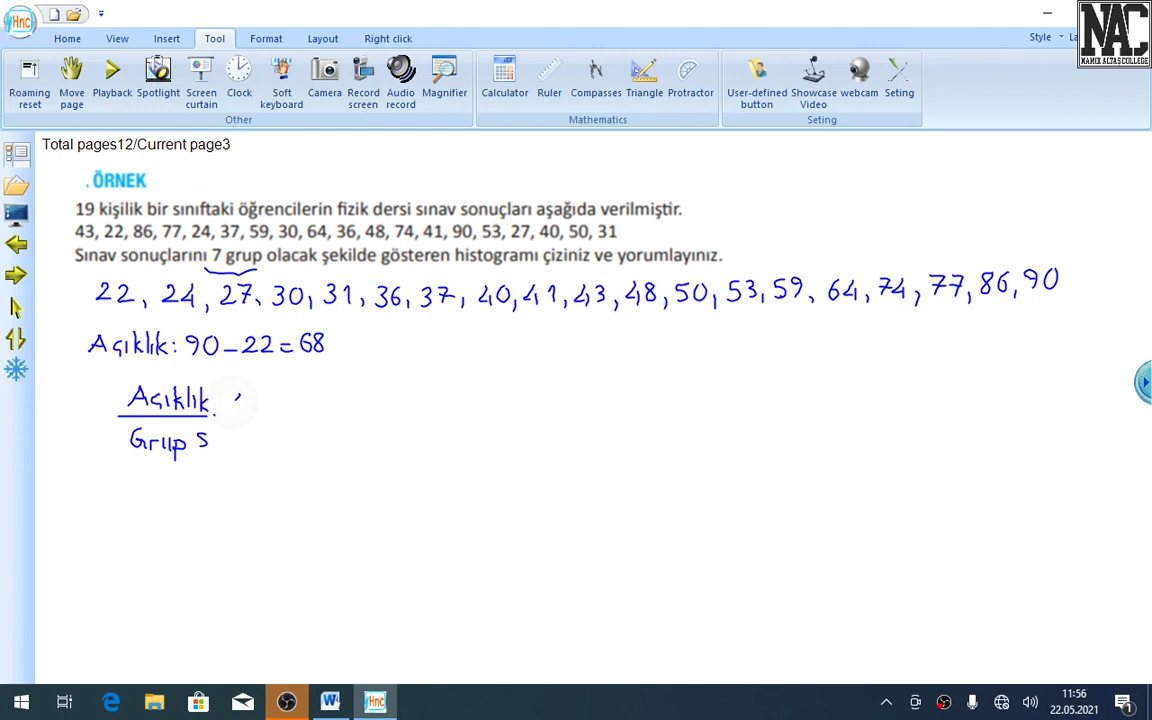 Hnc
Home View Insert Tool Format Layout Right click
Style
NAC
NAMIK ALTAS COLLEGE
Roaming reset Move page Playback Spotlight Screen curtain Clock Soft keyboard Camera Record screen Audio record Magnifier Calculator Ruler Compasses Triangle Protractor User-defined button Showcase Video webcam Seting
Other Mathematics Seting
Total pages12/Current page3
. ÖRNEK
19 kişilik bir sınıftaki öğrencilerin fizik dersi sınav sonuçları aşağıda verilmiştir.
43, 22, 86, 77, 24, 37, 59, 30, 64, 36, 48, 74, 41, 90, 53, 27, 40, 50, 31
Sınav sonuçlarını 7 grup olacak şekilde gösteren histogramı çiziniz ve yorumlayınız.
22, 24, 27, 30, 31, 36, 37, 40, 41, 43, 48, 50, 53, 59, 64, 74, 77, 86, 90
Açıklık: 90 - 22 = 68
Açıklık
Grup S
Hnc
11:56
22.05.2021
1